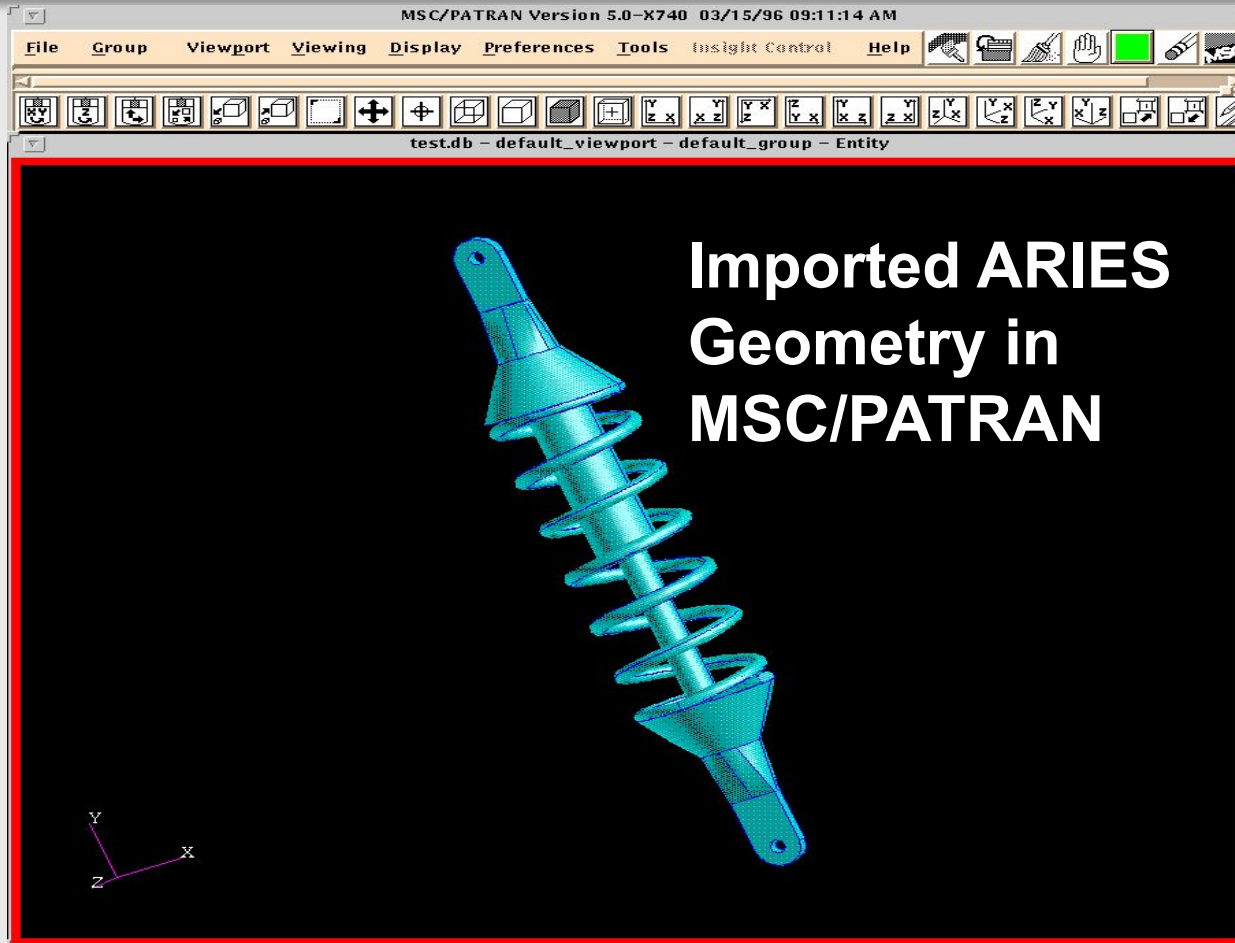 MSC/PATRAN Version 5.0-X740 03/15/96 09:11:14 AM
File Group Viewport Viewing Display Preferences Tools Insight Control Help
test.db - default_viewport - default_group - Entity
Imported ARIES
Geometry in
MSC/PATRAN
Y
X
Z